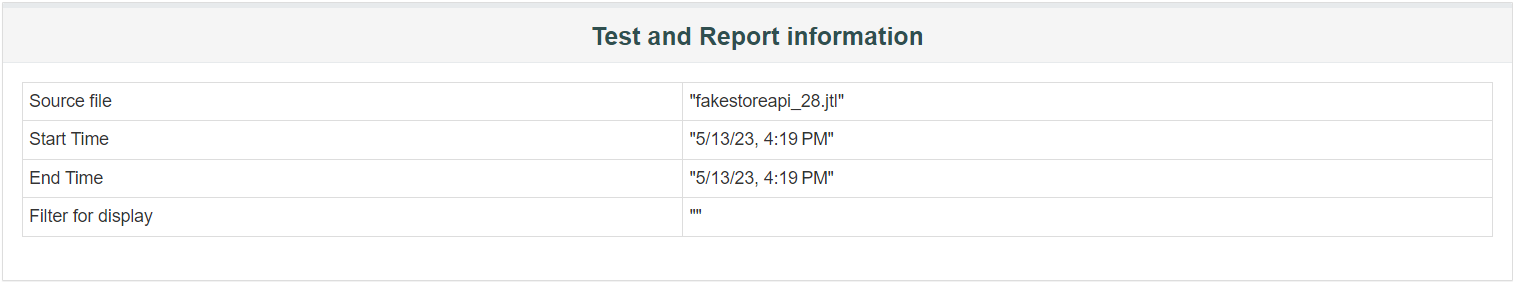 Test and Report information
Source file "fakestoreapi_28.jtl"
Start Time "5/13/23, 4:19 PM"
End Time "5/13/23, 4:19 PM"
Filter for display ""